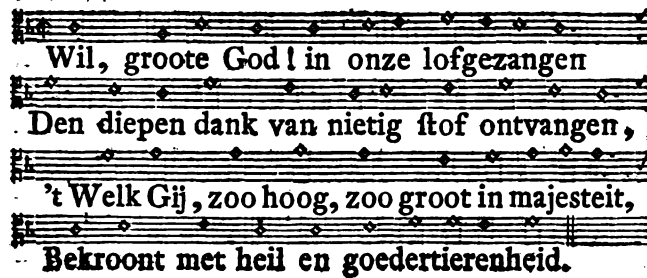 Wil, groote God! in onze lofgezangen
Den diepen dank van nietig ſtof ontvangen,
't Welk Gij, zoo hoog, zoo groot in majesteit,
Bekroont met heil en goedertierenheid.